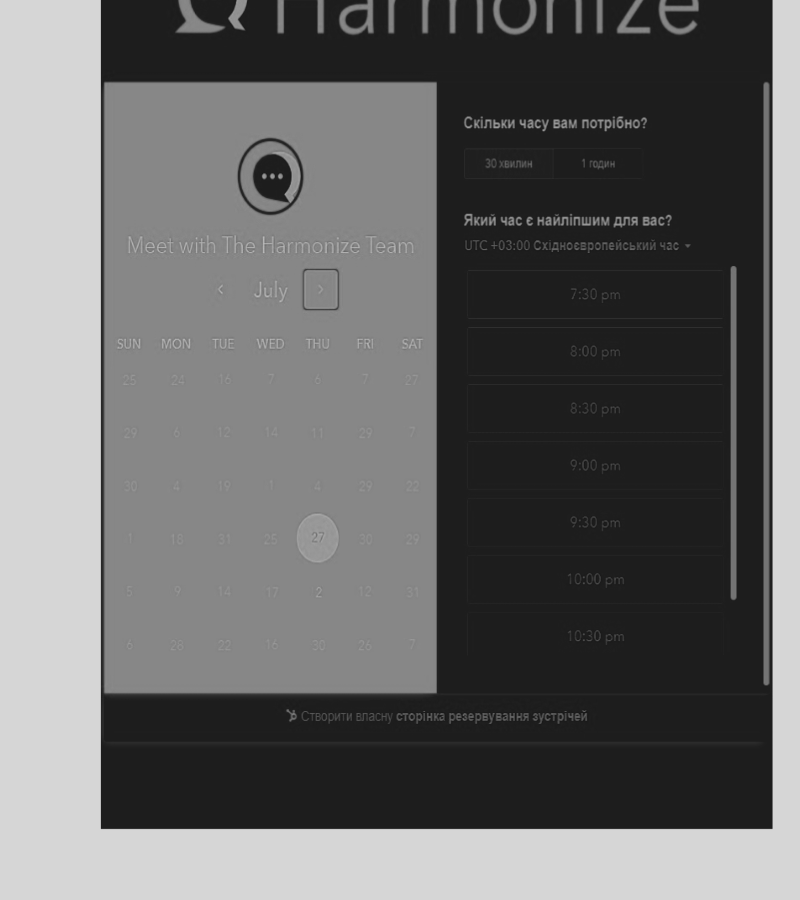 Harmonize
Meet with The Harmonize Team
July
SUN MON TUE WED THU FRI SAT
25 24 16 7 6 7 27
29 6 12 14 11 29 7
30 4 19 1 4 29 22
1 18 31 25 27 30 29
5 9 14 17 2 12 31
6 28 22 16 30 26 7
Скільки часу вам потрібно?
30 хвилин 1 годин
Який час є найліпшим для вас?
UTC +03:00 Східноєвропейський час
7:30 pm
8:00 pm
8:30 pm
9:00 pm
9:30 pm
10:00 pm
10:30 pm
Створити власну сторінка резервування зустрічей